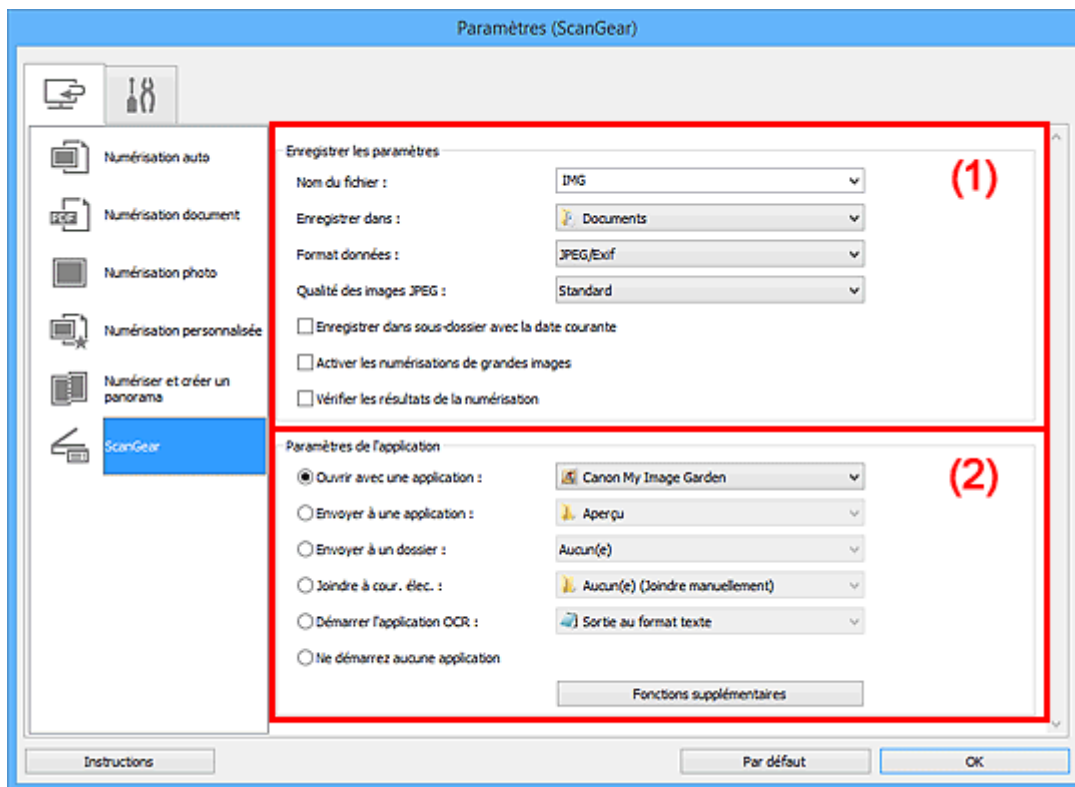 Paramètres (ScanGear)
Numérisation auto
PDF
Numérisation document
Numérisation photo
Numérisation personnalisée
Numériser et créer un
panorama
ScanGear
Enregistrer les paramètres
(1)
Nom du fichier : IMG
Enregistrer dans : Documents
Format données : JPEG/Exif
Qualité des images JPEG : Standard
Enregistrer dans sous-dossier avec la date courante
Activer les numérisations de grandes images
Vérifier les résultats de la numérisation
Paramètres de l'application
(2)
Ouvrir avec une application : Canon My Image Garden
Envoyer à une application : Aperçu
Envoyer à un dossier : Aucun(e)
Joindre à cour. élec. : Aucun(e) (Joindre manuellement)
Démarrer l'application OCR : Sortie au format texte
Ne démarrez aucune application
Fonctions supplémentaires
Instructions
Par défaut
OK